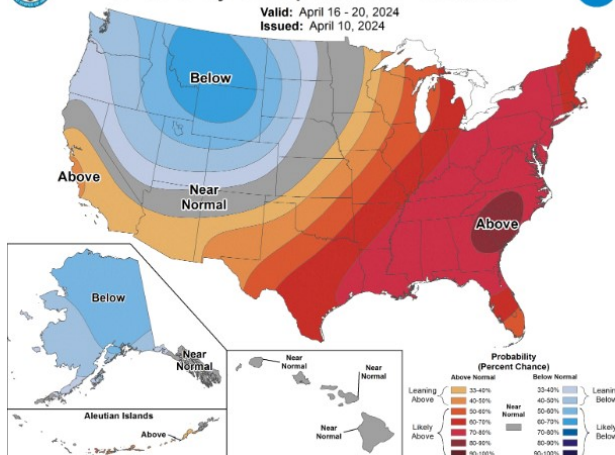 Valid: April 16 - 20, 2024
Issued: April 10, 2024
Below
Above
Near
Normal
Above
Below
Near
Normal
Aleutian Islands
Above
Near
Normal
Near
Normal
Near
Normal
Probability
(Percent Chance)
Above Normal
Below Normal
Leaning
Above
33-40%
40-50%
Likely
Above
50-60%
60-70%
70-80%
80-90%
90-100%
Near
Normal
33-40%
40-50%
50-60%
60-70%
70-80%
80-90%
90-100%
Leaning
Below
Likely
Below